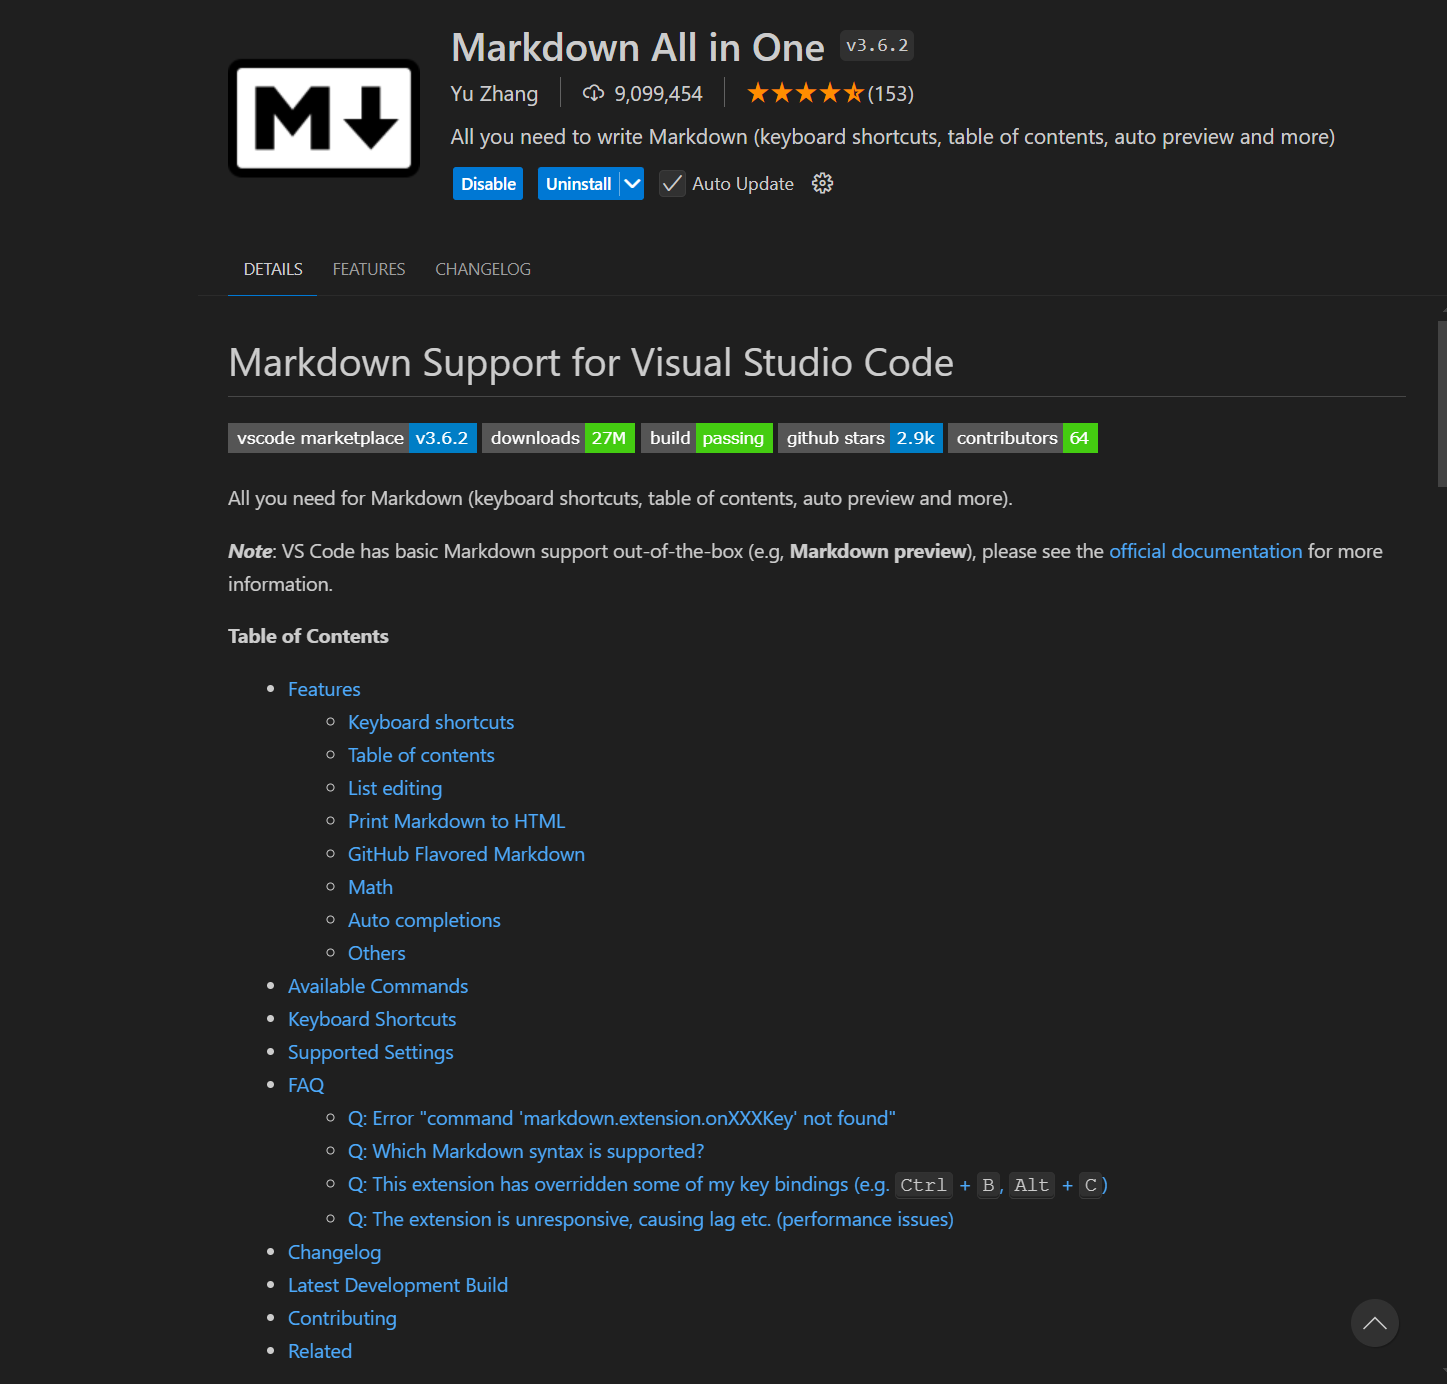 Markdown All in One v3.6.2
M
Yu Zhang 9,099,454 (153)
All you need to write Markdown (keyboard shortcuts, table of contents, auto preview and more)
Disable Uninstall Auto Update
DETAILS FEATURES CHANGELOG
Markdown Support for Visual Studio Code
vscode marketplace v3.6.2 downloads 27M build passing github stars 2.9k contributors 64
All you need for Markdown (keyboard shortcuts, table of contents, auto preview and more).
Note: VS Code has basic Markdown support out-of-the-box (e.g, Markdown preview), please see the official documentation for more
information.
Table of Contents
Features
Keyboard shortcuts
Table of contents
List editing
Print Markdown to HTML
GitHub Flavored Markdown
Math
Auto completions
Others
Available Commands
Keyboard Shortcuts
Supported Settings
FAQ
Q: Error "command 'markdown.extension.onXXXKey' not found"
Q: Which Markdown syntax is supported?
Q: This extension has overridden some of my key bindings (e.g. Ctrl + B, Alt + C)
Q: The extension is unresponsive, causing lag etc. (performance issues)
Changelog
Latest Development Build
Contributing
Related